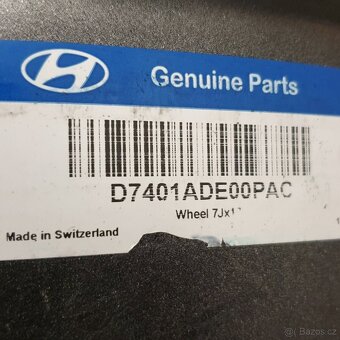 Genuine Parts
D7401ADE00PAC
Wheel 7Jx1
Made in Switzerland
© Bazos.cz